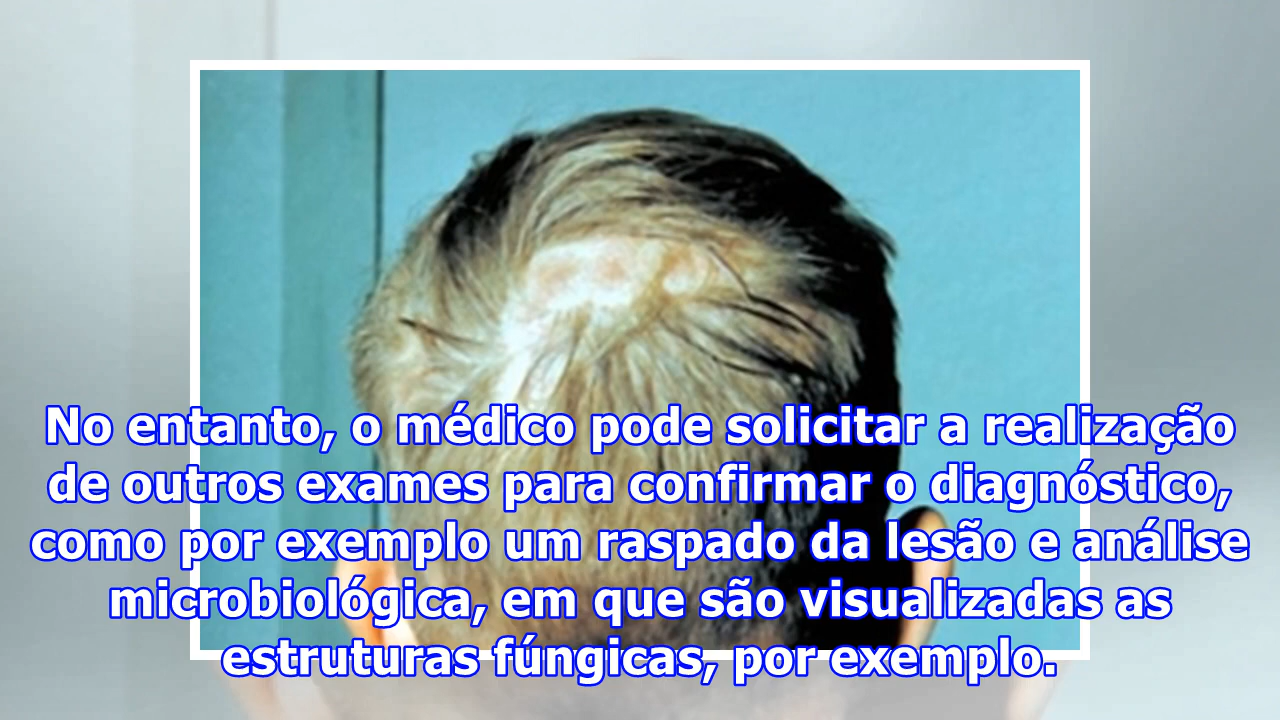 No entanto, o médico pode solicitar a realização
de outros exames para confirmar o diagnóstico,
como por exemplo um raspado da lesão e análise
microbiológica, em que são visualizadas as
estruturas fúngicas, por exemplo.